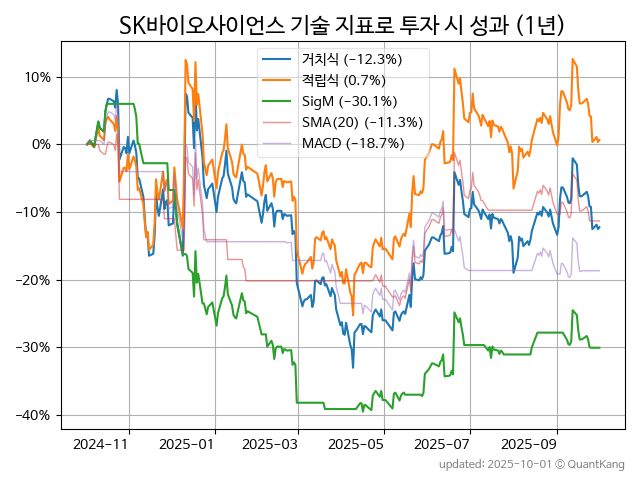 SK바이오사이언스 기술 지표로 투자 시 성과 (1년)
거치식 (-12.3%)
적립식 (0.7%)
SigM (-30.1%)
SMA(20) (-11.3%)
MACD (-18.7%)
10%
0%
-10%
-20%
-30%
-40%
2024-11 2025-01 2025-03 2025-05 2025-07 2025-09
updated: 2025-10-01 © QuantKang